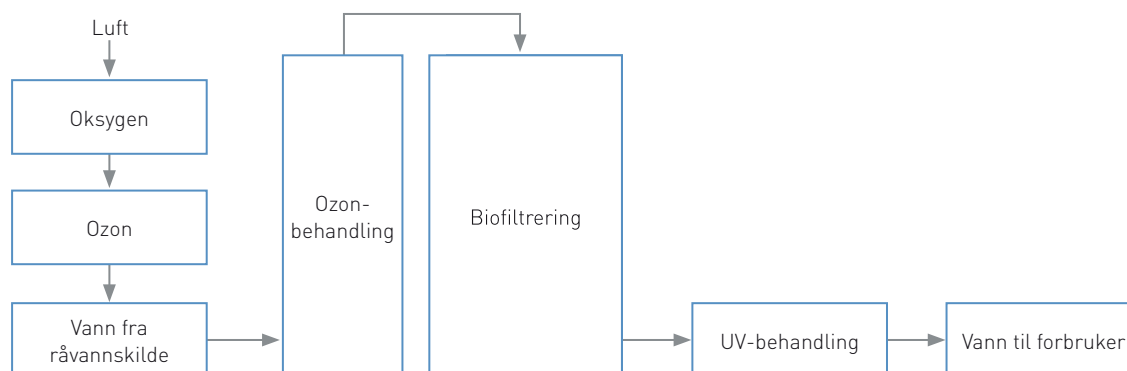 Luft
Oksygen
Ozon
Vann fra
råvannskilde
Ozon-
behandling
Biofiltrering
UV-behandling
Vann til forbruker